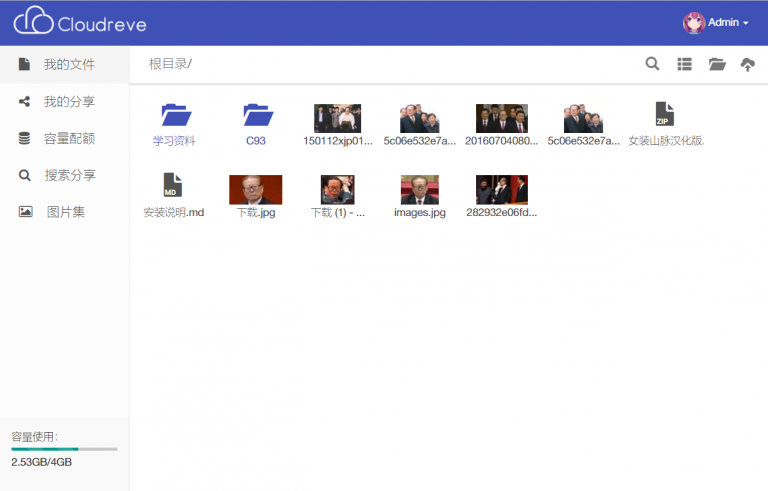 Cloudreve
Admin
我的文件
我的分享
容量配额
搜索分享
图片集
根目录/
学习资料
C93
150112xjp01...
5c06e532e7a...
20160704080...
5c06e532e7a...
ZIP
女装山脉汉化版.
MD
安装说明.md
下载.jpg
下载 (1) - ...
images.jpg
282932e06fd...
容量使用:
2.53GB/4GB